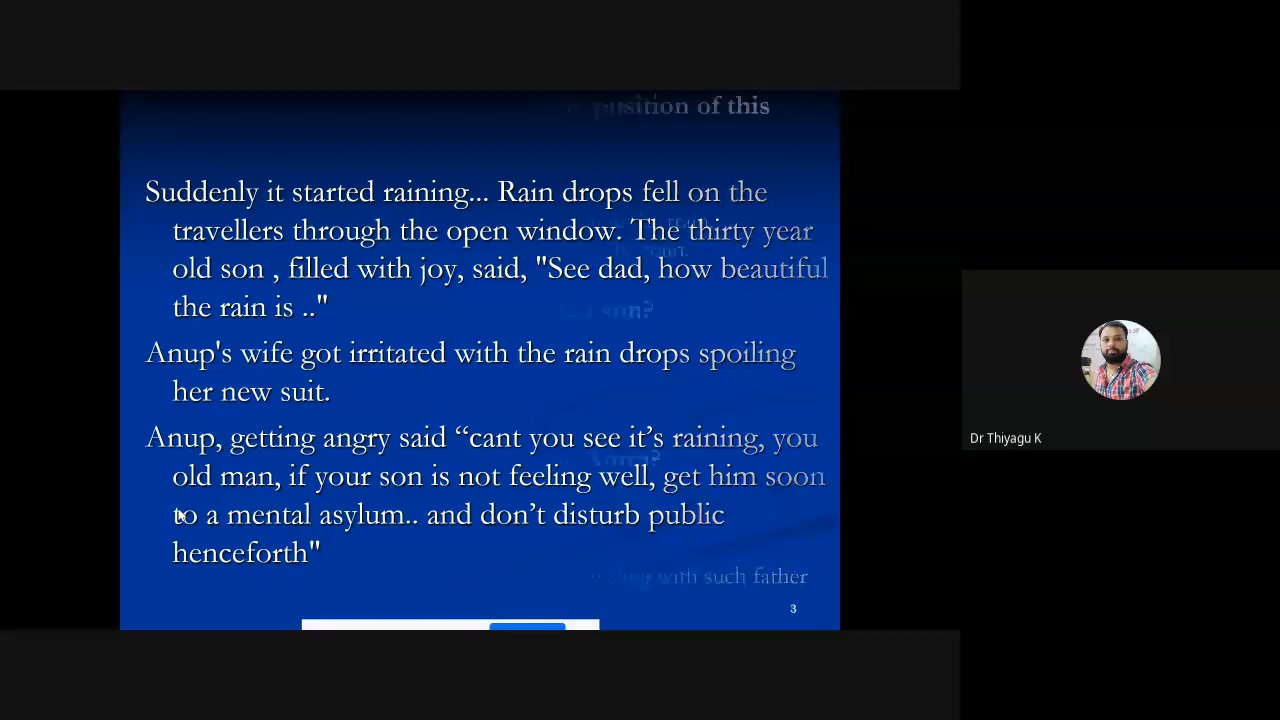 position of this
Suddenly it started raining... Rain drops fell on the
travellers through the open window. The thirty year
old son , filled with joy, said, "See dad, how beautiful
the rain is .."
Anup's wife got irritated with the rain drops spoiling
her new suit.
Anup, getting angry said “cant you see it’s raining, you
old man, if your son is not feeling well, get him soon
to a mental asylum.. and don’t disturb public
henceforth"
with such father
3
Dr Thiyagu K